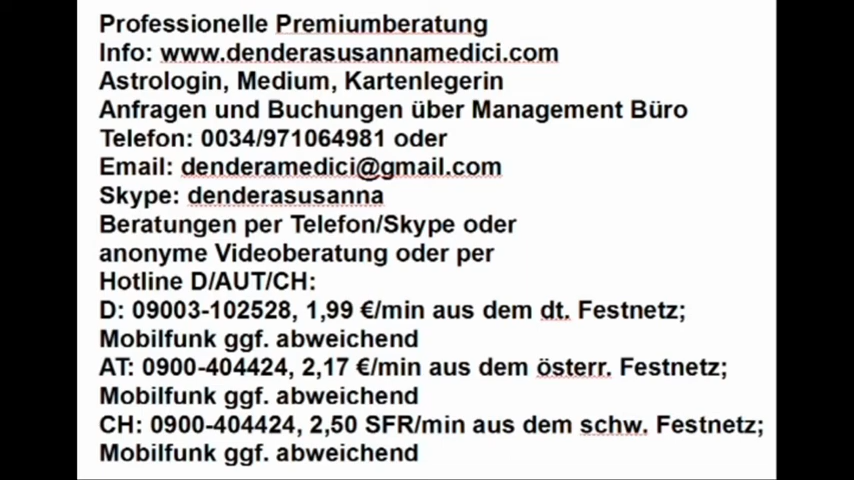 Professionelle Premiumberatung
Info: www.denderasusannamedici.com
Astrologin, Medium, Kartenlegerin
Anfragen und Buchungen über Management Büro
Telefon: 0034/971064981 oder
Email: denderamedici@gmail.com
Skype: denderasusanna
Beratungen per Telefon/Skype oder
anonyme Videoberatung oder per
Hotline D/AUT/CH:
D: 09003-102528, 1,99 €/min aus dem dt. Festnetz;
Mobilfunk ggf. abweichend
AT: 0900-404424, 2,17 €/min aus dem österr. Festnetz;
Mobilfunk ggf. abweichend
CH: 0900-404424, 2,50 SFR/min aus dem schw. Festnetz;
Mobilfunk ggf. abweichend